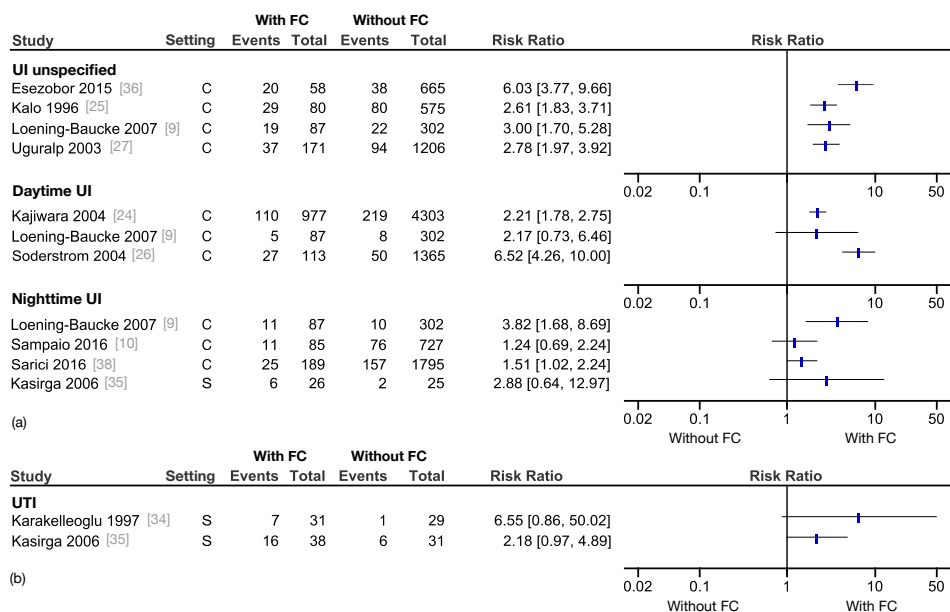 With FC Without FC
Study Setting Events Total Events Total Risk Ratio Risk Ratio
UI unspecified
Esezobor 2015 [36] C 20 58 38 665 6.03 [3.77, 9.66]
Kalo 1996 [25] C 29 80 80 575 2.61 [1.83, 3.71]
Loening-Baucke 2007 [9] C 19 87 22 302 3.00 [1.70, 5.28]
Uguralp 2003 [27] C 37 171 94 1206 2.78 [1.97, 3.92]
0.02 0.1 1 10 50
Daytime UI
Kajiwara 2004 [24] C 110 977 219 4303 2.21 [1.78, 2.75]
Loening-Baucke 2007 [9] C 5 87 8 302 2.17 [0.73, 6.46]
Soderstrom 2004 [26] C 27 113 50 1365 6.52 [4.26, 10.00]
0.02 0.1 1 10 50
Nighttime UI
Loening-Baucke 2007 [9] C 11 87 10 302 3.82 [1.68, 8.69]
Sampaio 2016 [10] C 11 85 76 727 1.24 [0.69, 2.24]
Sarici 2016 [38] C 25 189 157 1795 1.51 [1.02, 2.24]
Kasirga 2006 [35] S 6 26 2 25 2.88 [0.64, 12.97]
0.02 0.1 1 10 50
(a) Without FC With FC
With FC Without FC
Study Setting Events Total Events Total Risk Ratio Risk Ratio
UTI
Karakelleoglu 1997 [34] S 7 31 1 29 6.55 [0.86, 50.02]
Kasirga 2006 [35] S 16 38 6 31 2.18 [0.97, 4.89]
(b) 0.02 0.1 1 10 50
Without FC With FC